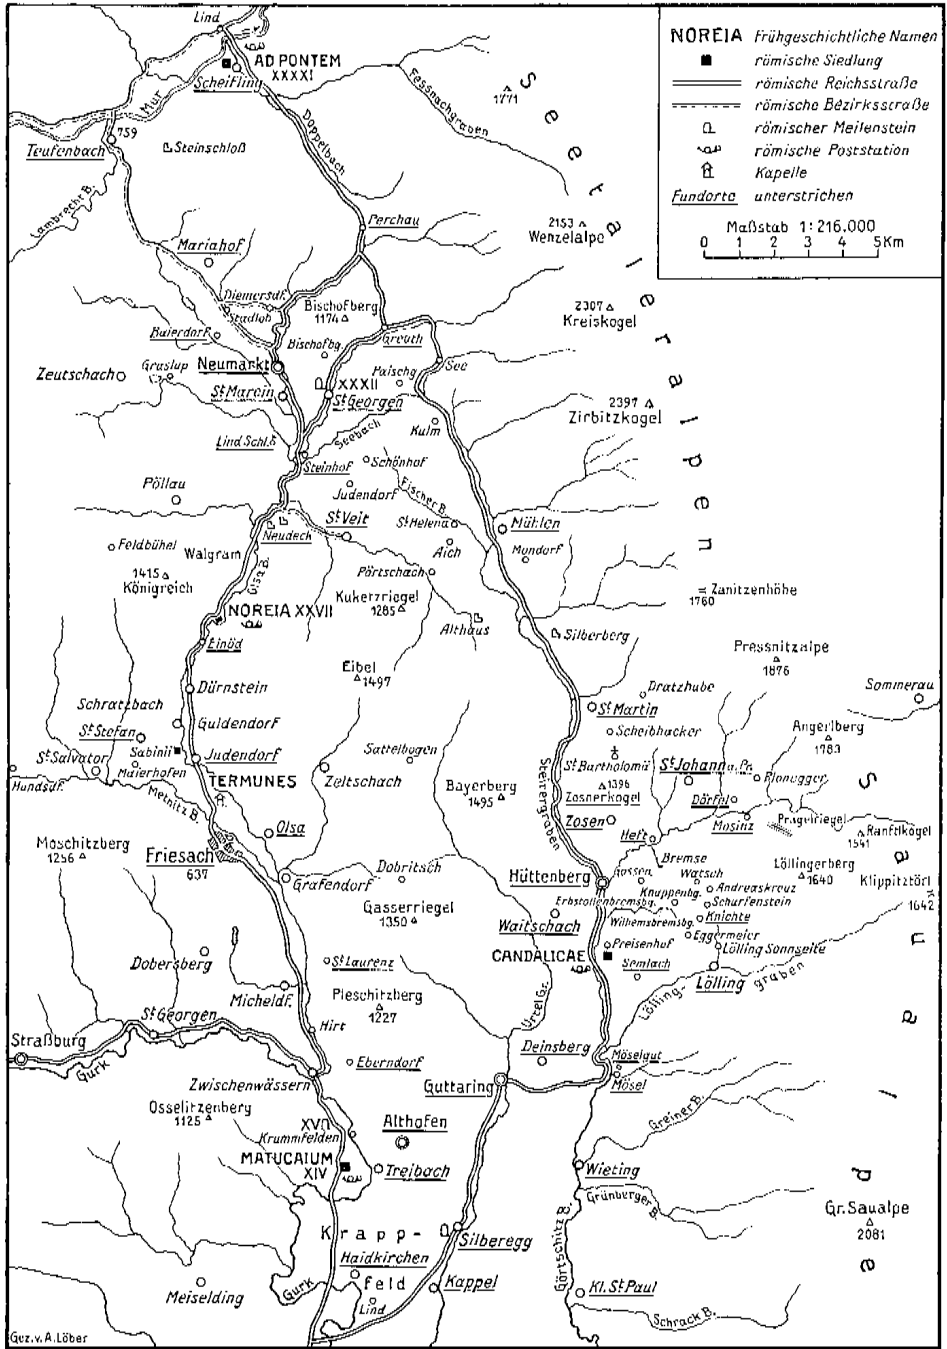 NOREIA Frühgeschichtliche Namen
römische Siedlung
römische Reichsstraße
römische Bezirksstraße
römischer Meilenstein
römische Poststation
Kapelle
Fundorte unterstrichen
Maßstab 1:216.000
0 1 2 3 4 5 Km
Lind
AD PONTEM
XXXXI
Scheifling
Mur
759
Teufenbach
Steinschloß
Doppelbach
Fessnachgraben
1771
Seetaleralpen
Lambrecht B.
Perchau
2153
Wenzelalpe
Mariahof
Diemersdf.
Stadlob
Bischofberg
1174
2307
Kreiskogel
Baierdorf
Bischofbg.
Greuth
Neumarkt
Zeutschach
Graslup
XXXII
Paischg
See
St Marein
St Georgen
2397
Zirbitzkogel
Kulm
Seebach
Lind Schl.
Steinhof
Schönhof
Judendorf
Fischer B.
Pöllau
St Veit
St Helena
Mühlen
Neudeck
Aich
Mondorf
Feldbühel
Walgram
Olsa B.
Pörtschach
1415
Königreich
Kukerzriegel
1285
Zanitzenhöhe
1760
NOREIA XXVII
Althaus
Silberberg
Einöd
Pressnitzalpe
1876
Eibel
1497
Dürnstein
Dratzhube
Sommerau
Schratzbach
Guldendorf
St Martin
Angerlberg
1783
St Stefan
Scheibhacker
Sabinii
Judendorf
Sattelbogen
St Bartholomä
St Johann a. Pr.
St Salvator
Maierhofen
Zeltschach
Plonugger
Hundsdf.
TERMUNES
Bayerberg
1495
1396
Zosnerkogel
Dörfel
Metnitz B.
Steirergraben
Zosen
Mositz
Prägelriegel
Ranftlkogel
1541
Olsa
Heft
Moschitzberg
1256
Friesach
637
Bremse
Löllingerberg
1640
Dobritsch
Hüttenberg
Gossen
Watsch
Klippitztörl
1642
Grafendorf
Knappenbg.
Andreaskreuz
Erbstollenbremsbg.
Scharfenstein
Gasserriegel
1350
Waitschach
Wilhemsbremsbg.
Knichte
Eggermeier
Dobersberg
CANDALICAE
Preisenhof
Lölling Sonnseite
St Laurenz
Semlach
Lölling
Micheldf.
Pleschitzberg
1227
Urtel Gr.
Lölling-graben
St Georgen
Hirt
Straßburg
Gurk
Eberndorf
Deinsberg
Möselgut
Mösel
Zwischenwässern
Guttaring
Osselitzenberg
1125
Greiner B.
XVII
Krummfelden
Althofen
MATUCAIUM
XIV
Treibach
Wieting
Grünberger B.
Görtschitz B.
Gr. Saualpe
2081
Krapp-
Silberegg
Haidkirchen
feld
Kappel
Meiselding
Gurk
Lind
Kl. St Paul
Schrack B.
Saualpe
Gez. v. A. Löber